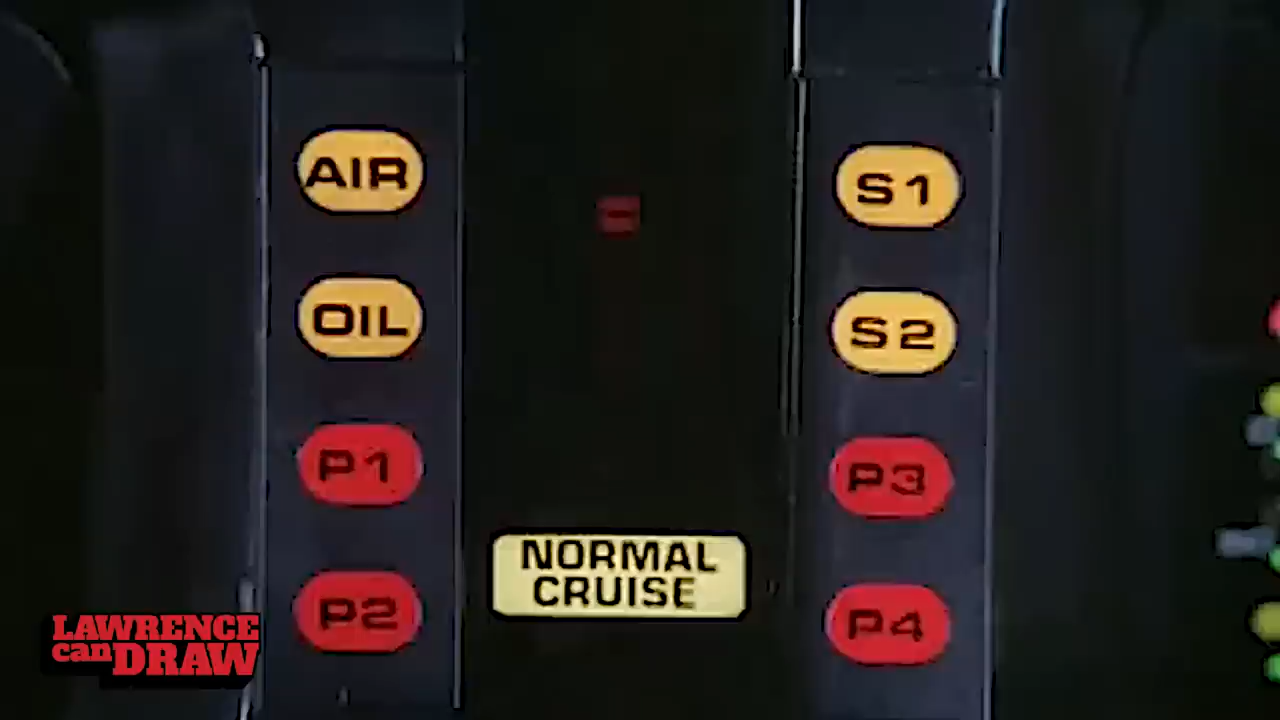 AIR
OIL
P1
P2
NORMAL
CRUISE
S1
S2
P3
P4
LAWRENCE
can DRAW